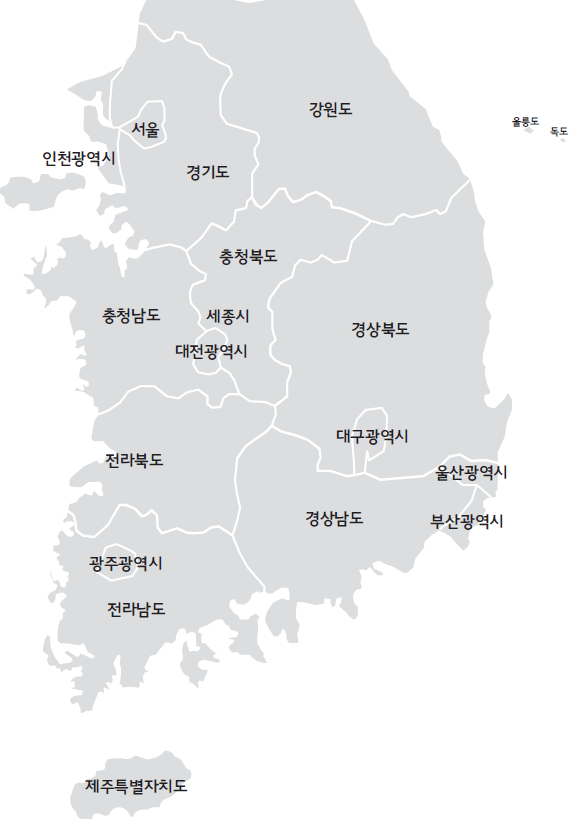 강원도
울릉도
독도
서울
인천광역시
경기도
충청북도
충청남도
세종시
경상북도
대전광역시
대구광역시
전라북도
울산광역시
경상남도
부산광역시
광주광역시
전라남도
제주특별자치도